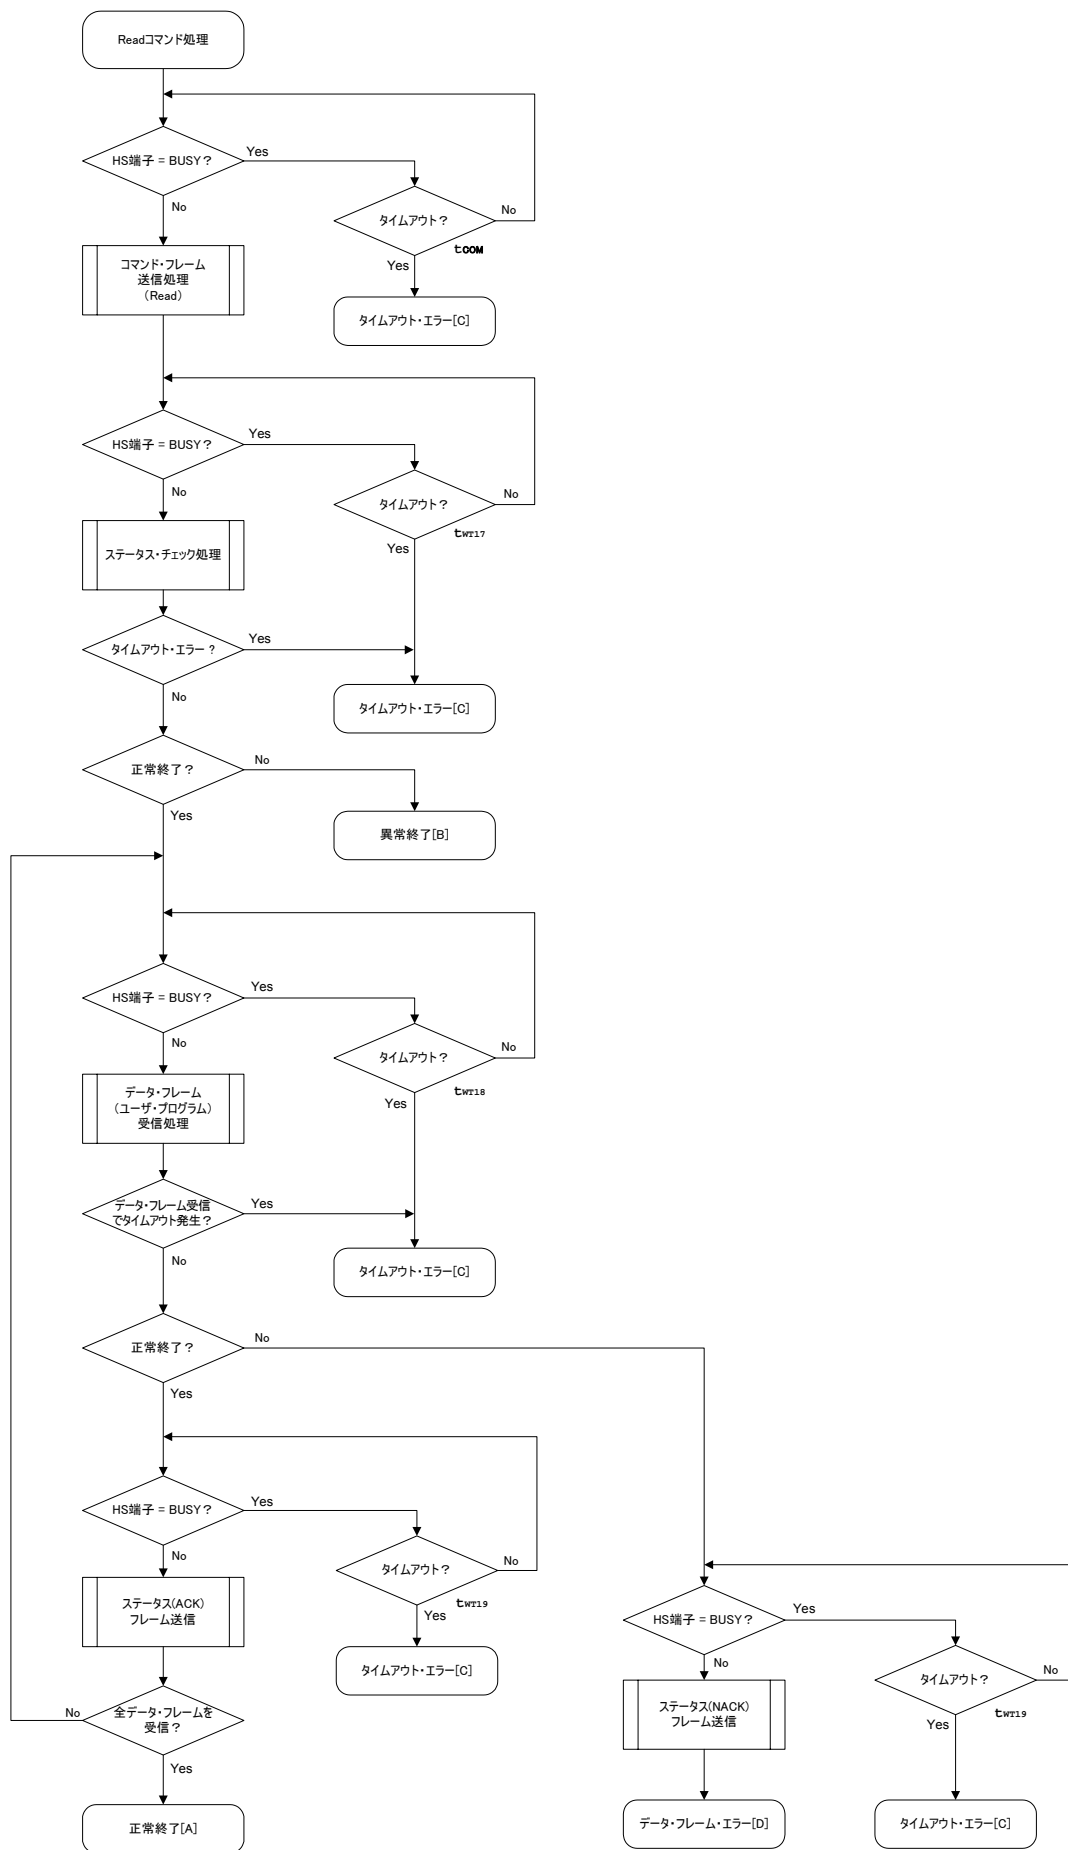 Readコマンド処理
HS端子 = BUSY?
Yes
No
タイムアウト?
No
tCOM
Yes
コマンド・フレーム
送信処理
(Read)
タイムアウト・エラー[C]
HS端子 = BUSY?
Yes
No
タイムアウト?
No
tWT17
Yes
ステータス・チェック処理
タイムアウト・エラー?
Yes
No
タイムアウト・エラー[C]
正常終了?
No
Yes
異常終了[B]
HS端子 = BUSY?
Yes
No
タイムアウト?
No
tWT18
Yes
データ・フレーム
(ユーザ・プログラム)
受信処理
データ・フレーム受信
でタイムアウト発生?
Yes
No
タイムアウト・エラー[C]
正常終了?
No
Yes
HS端子 = BUSY?
Yes
No
タイムアウト?
No
tWT19
Yes
ステータス(ACK)
フレーム送信
タイムアウト・エラー[C]
全データ・フレームを
受信?
No
Yes
正常終了[A]
HS端子 = BUSY?
Yes
No
タイムアウト?
No
tWT19
Yes
ステータス(NACK)
フレーム送信
データ・フレーム・エラー[D]
タイムアウト・エラー[C]